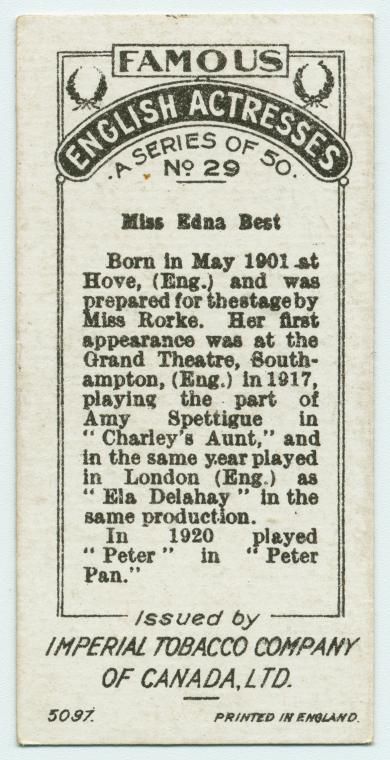 FAMOUS
ENGLISH ACTRESSES
A SERIES OF 50.
No 29
Miss Edna Best
Born in May 1901 at
Hove, (Eng.) and was
prepared for thestage by
Miss Rorke. Her first
appearance was at the
Grand Theatre, South-
ampton, (Eng.) in 1917,
playing the part of
Amy Spettigue in
" Charley's Aunt," and
in the same year played
in London (Eng.) as
" Ela Delahay " in the
same production.
In 1920 played
" Peter " in " Peter
Pan."
Issued by
IMPERIAL TOBACCO COMPANY
OF CANADA, LTD.
5097.
PRINTED IN ENGLAND.